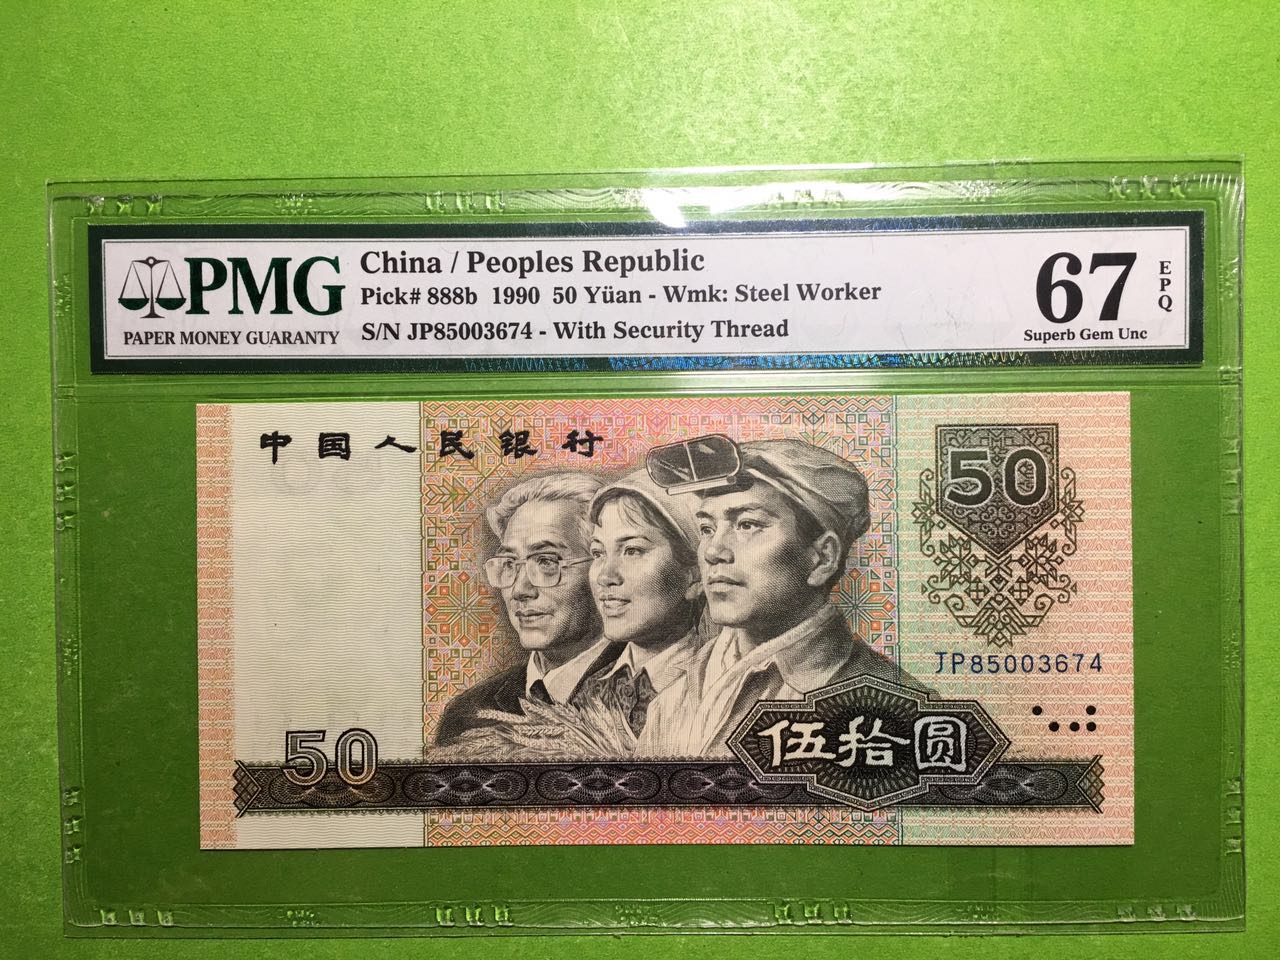 PMG
PAPER MONEY GUARANTY
China / Peoples Republic
Pick# 888b 1990 50 Yüan - Wmk: Steel Worker
S/N JP85003674 - With Security Thread
67
EPQ
Superb Gem Unc
中国人民银行
50
JP85003674
50
伍拾圆